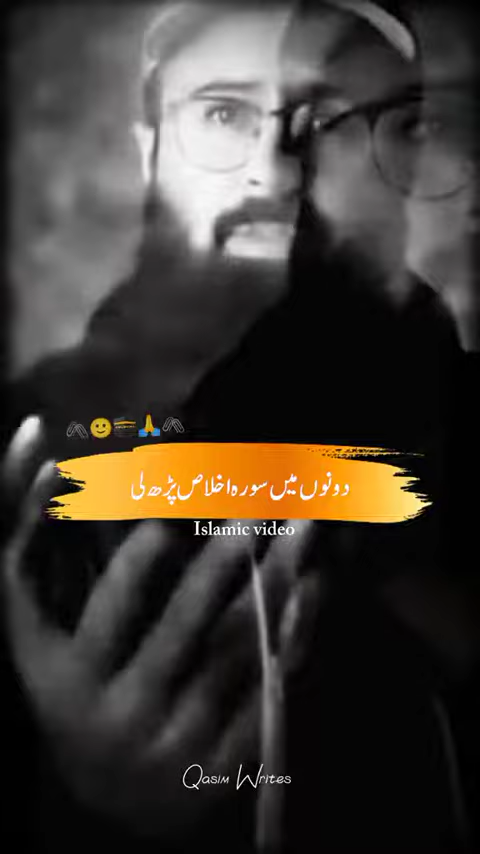 دونوں میں سورہ اخلاص پڑھ لی
Islamic video
Qasim Writes